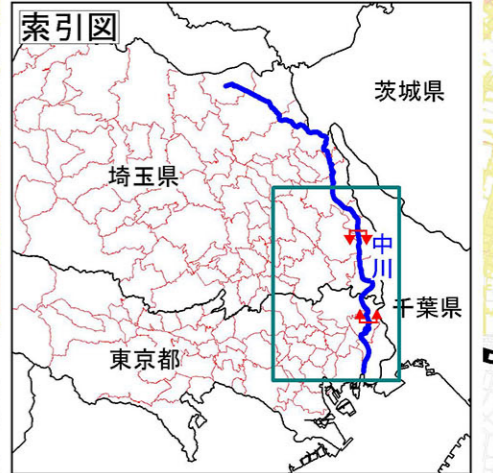 索引図
茨城県
埼玉県
中川
千葉県
東京都